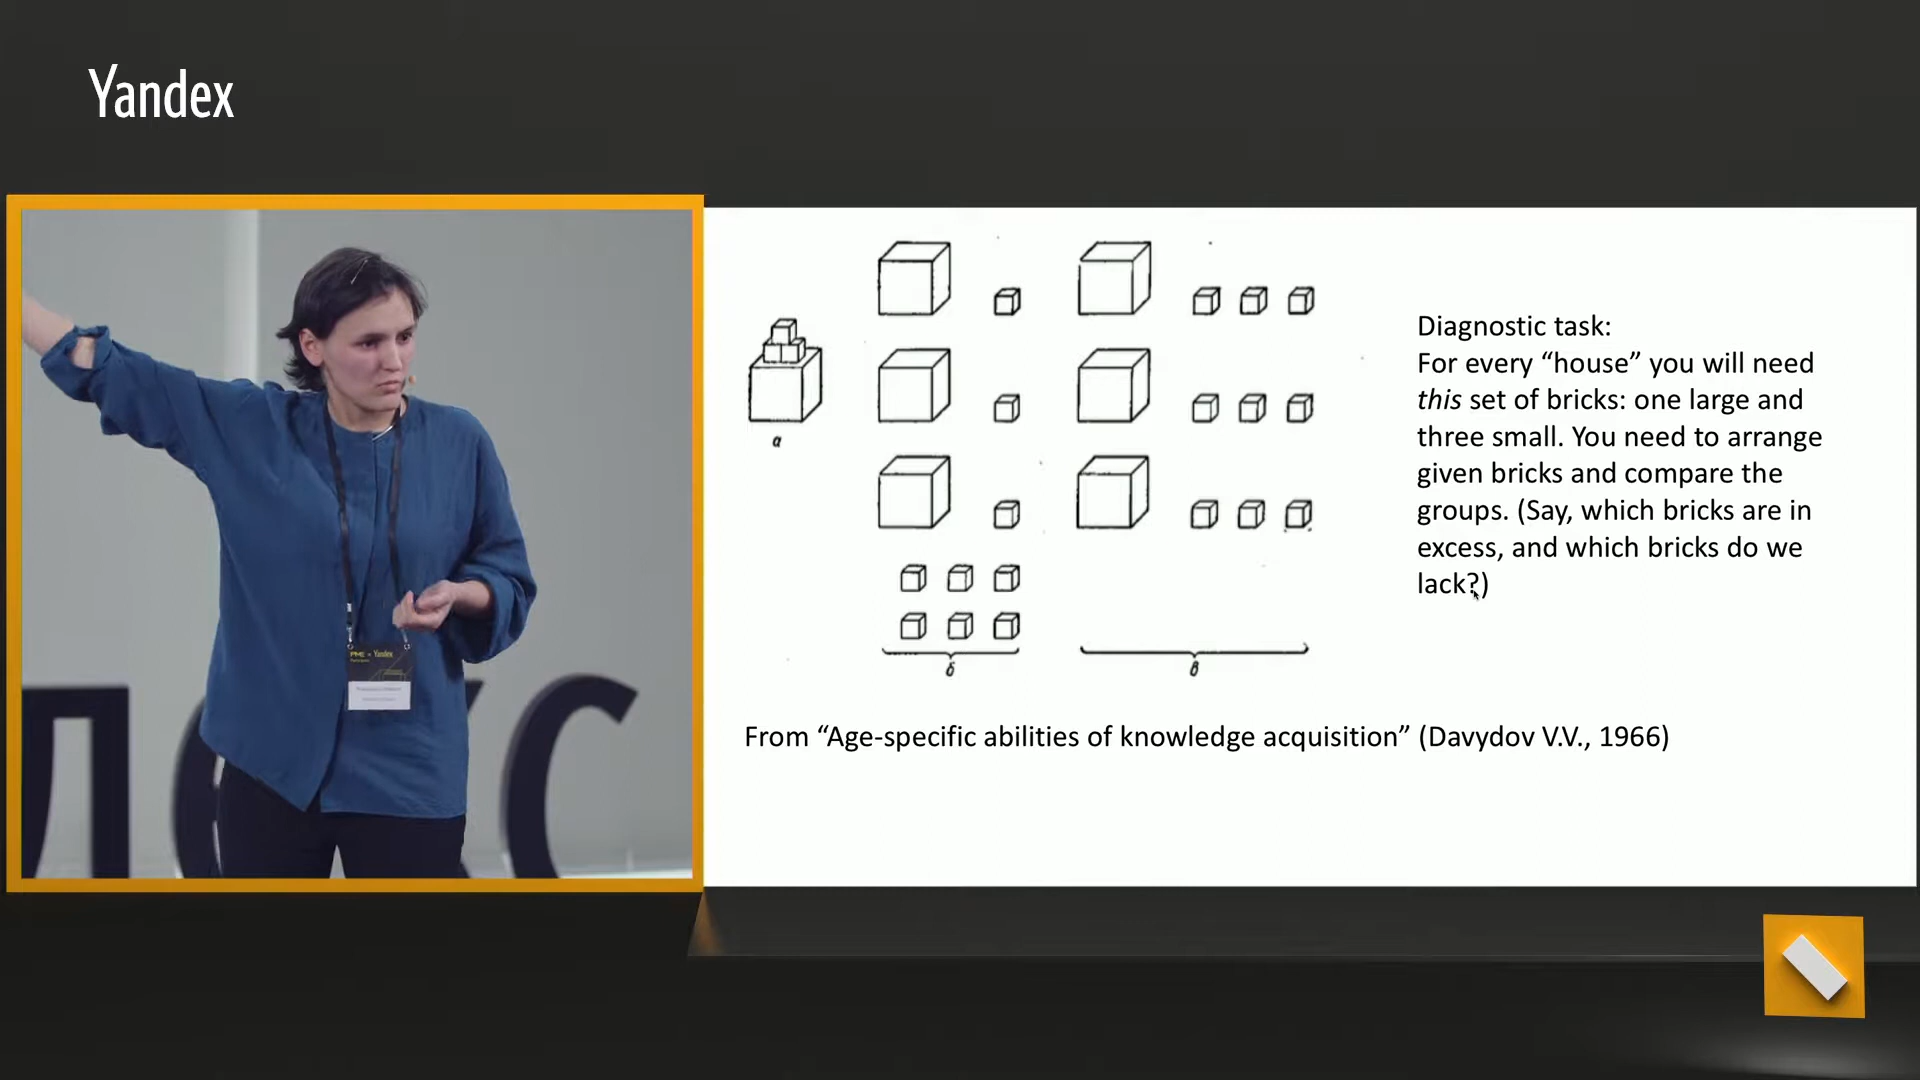 Yandex
Diagnostic task:
For every “house” you will need
this set of bricks: one large and
three small. You need to arrange
given bricks and compare the
groups. (Say, which bricks are in
excess, and which bricks do we
lack?)
а
б
в
From “Age-specific abilities of knowledge acquisition” (Davydov V.V., 1966)
PME + Yandex